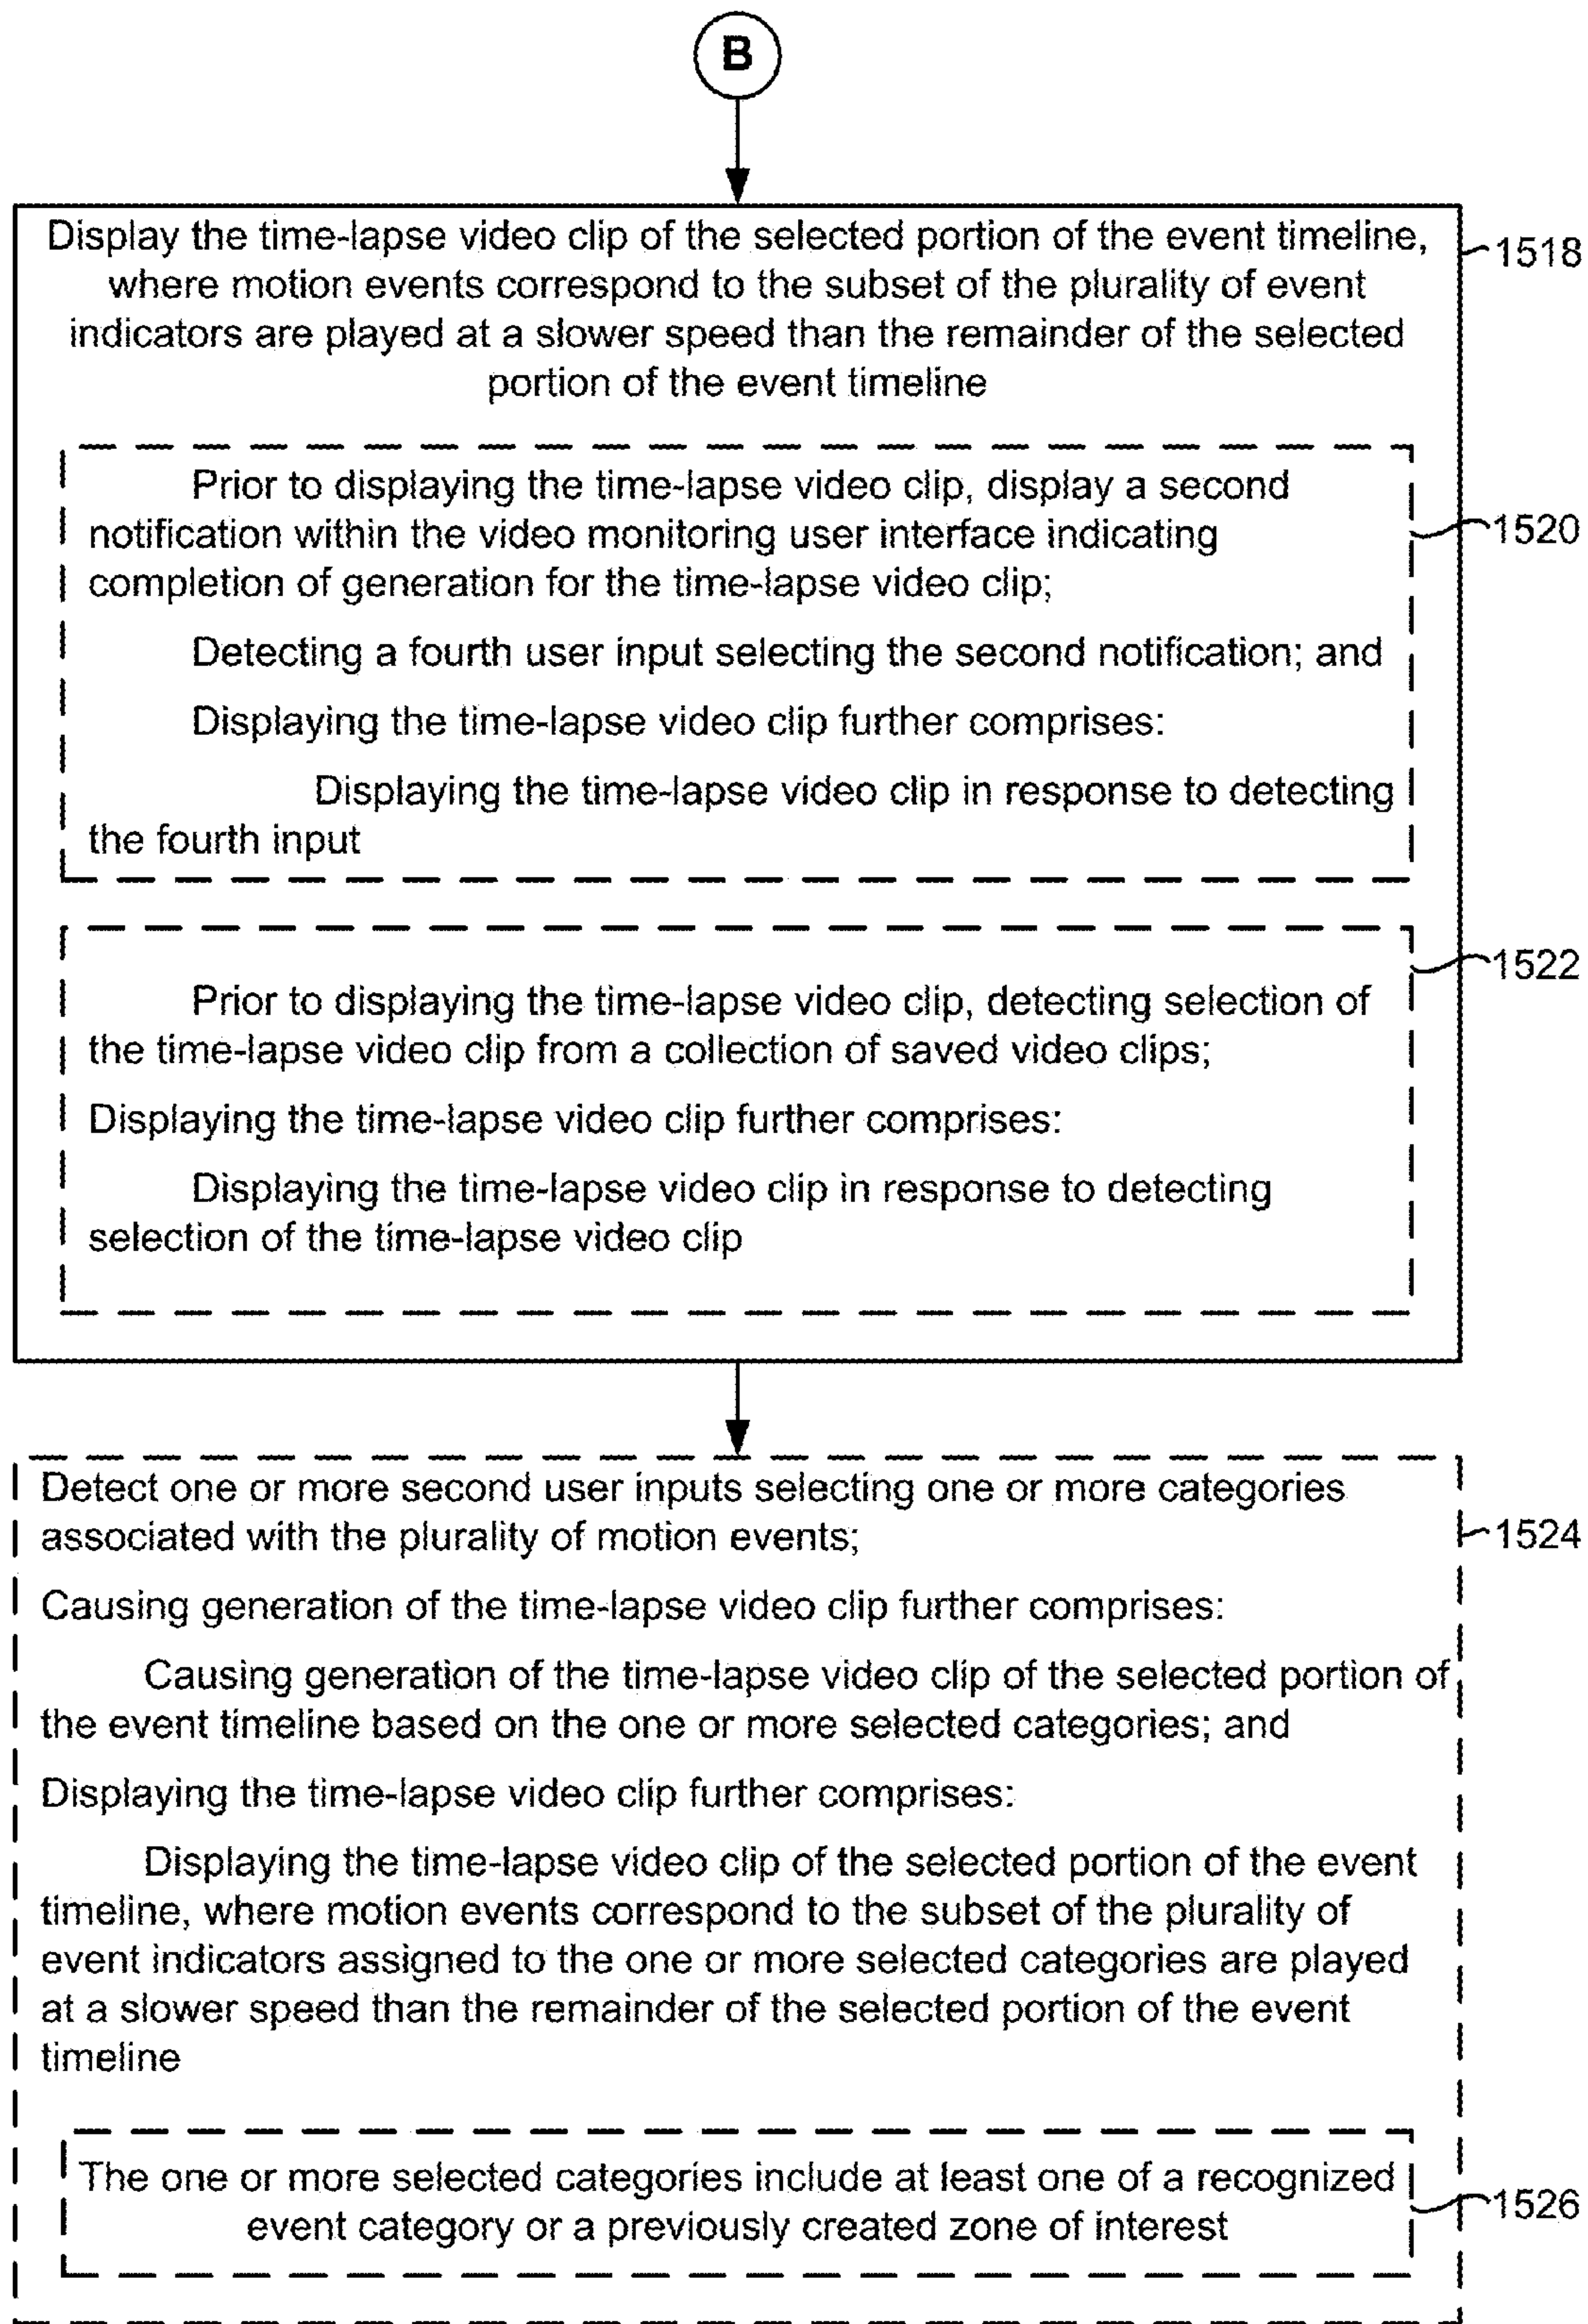 B
Display the time-lapse video clip of the selected portion of the event timeline,
where motion events correspond to the subset of the plurality of event
indicators are played at a slower speed than the remainder of the selected
portion of the event timeline
1518
Prior to displaying the time-lapse video clip, display a second
notification within the video monitoring user interface indicating
completion of generation for the time-lapse video clip;
1520
Detecting a fourth user input selecting the second notification; and
Displaying the time-lapse video clip further comprises:
Displaying the time-lapse video clip in response to detecting
the fourth input
1522
Prior to displaying the time-lapse video clip, detecting selection of
the time-lapse video clip from a collection of saved video clips;
Displaying the time-lapse video clip further comprises:
Displaying the time-lapse video clip in response to detecting
selection of the time-lapse video clip
Detect one or more second user inputs selecting one or more categories
associated with the plurality of motion events;
1524
Causing generation of the time-lapse video clip further comprises:
Causing generation of the time-lapse video clip of the selected portion of
the event timeline based on the one or more selected categories; and
Displaying the time-lapse video clip further comprises:
Displaying the time-lapse video clip of the selected portion of the event
timeline, where motion events correspond to the subset of the plurality of
event indicators assigned to the one or more selected categories are played
at a slower speed than the remainder of the selected portion of the event
timeline
The one or more selected categories include at least one of a recognized
event category or a previously created zone of interest
1526